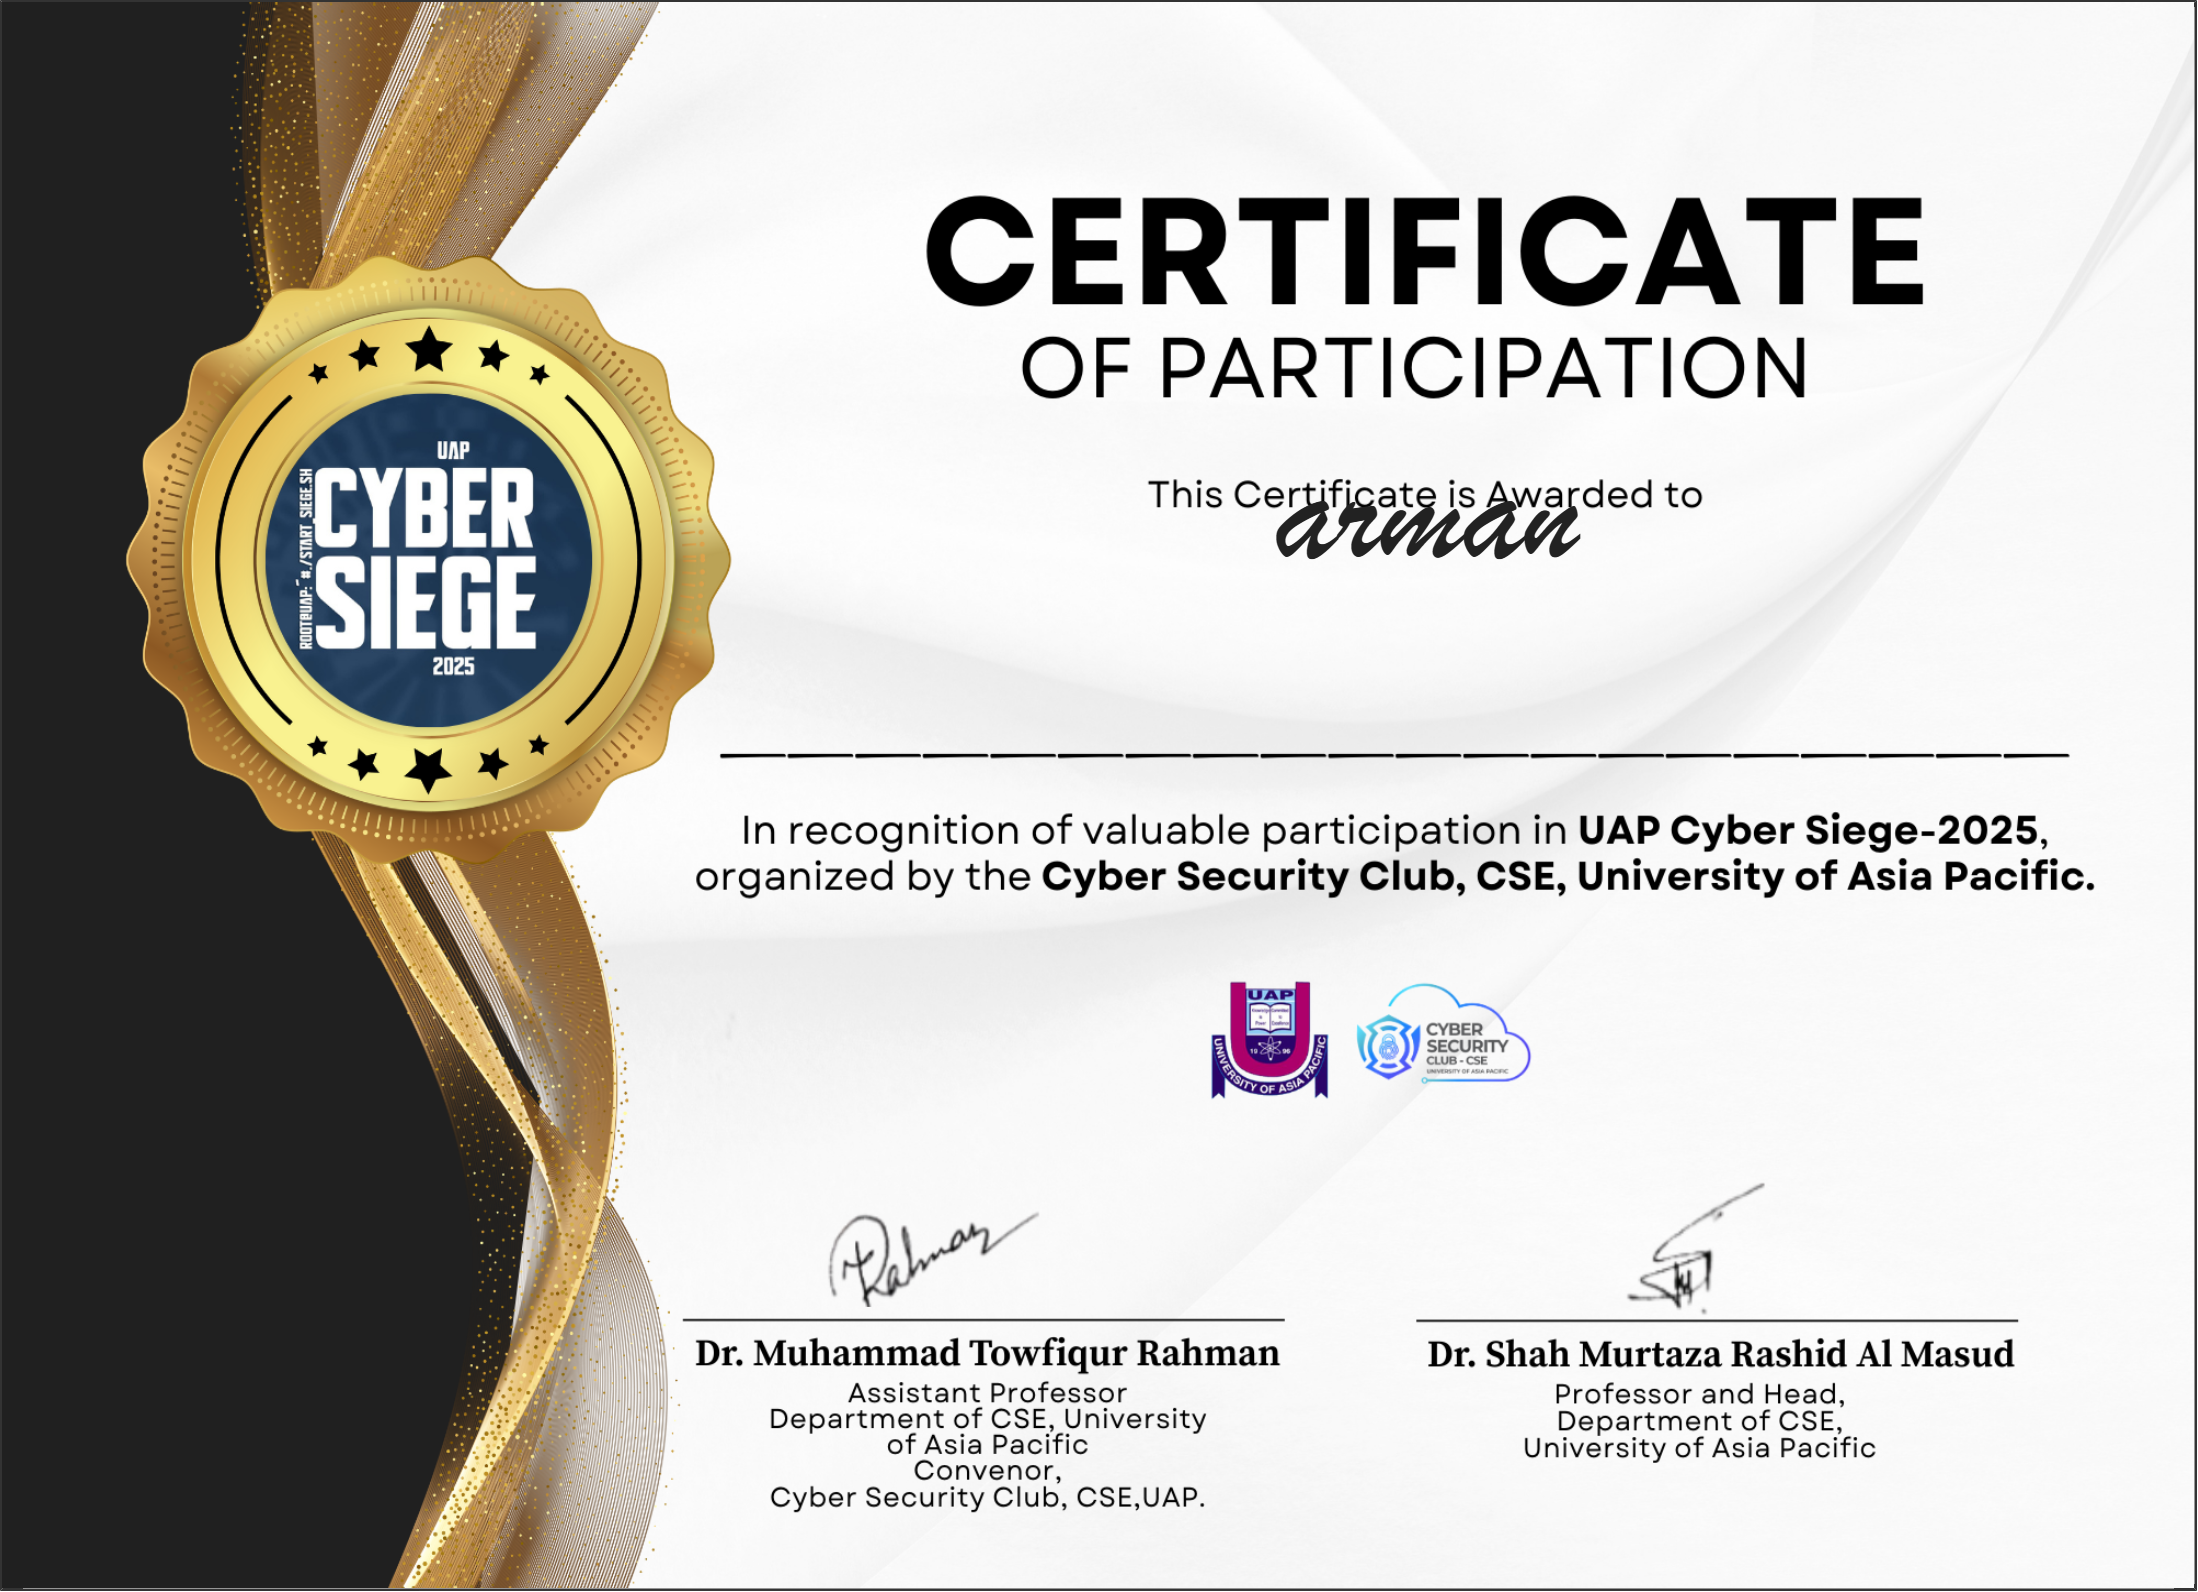 CERTIFICATE
OF PARTICIPATION
This Certificate is Awarded to
arman
UAP
CYBER
SIEGE
2025
ROOT@UAP:~#./START_SIEGE.SH
In recognition of valuable participation in UAP Cyber Siege-2025,
organized by the Cyber Security Club, CSE, University of Asia Pacific.
UAP
19 96
UNIVERSITY OF ASIA PACIFIC
CYBER
SECURITY
CLUB - CSE
UNIVERSITY OF ASIA PACIFIC
Rahman
Dr. Muhammad Towfiqur Rahman
Assistant Professor
Department of CSE, University
of Asia Pacific
Convenor,
Cyber Security Club, CSE,UAP.
Dr. Shah Murtaza Rashid Al Masud
Professor and Head,
Department of CSE,
University of Asia Pacific